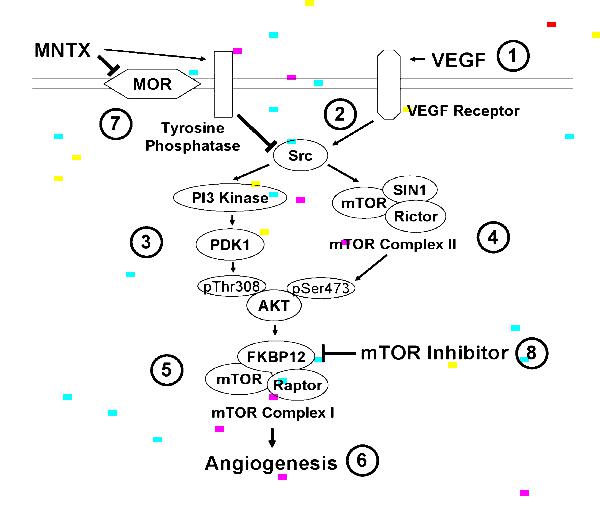 MNTX
VEGF 1
MOR
7
2
VEGF Receptor
Tyrosine
Phosphatase
Src
PI3 Kinase
mTOR
SIN1
Rictor
3
PDK1
mTOR Complex II
4
pThr308
pSer473
AKT
FKBP12
mTOR Inhibitor 8
5
mTOR
Raptor
mTOR Complex I
Angiogenesis 6